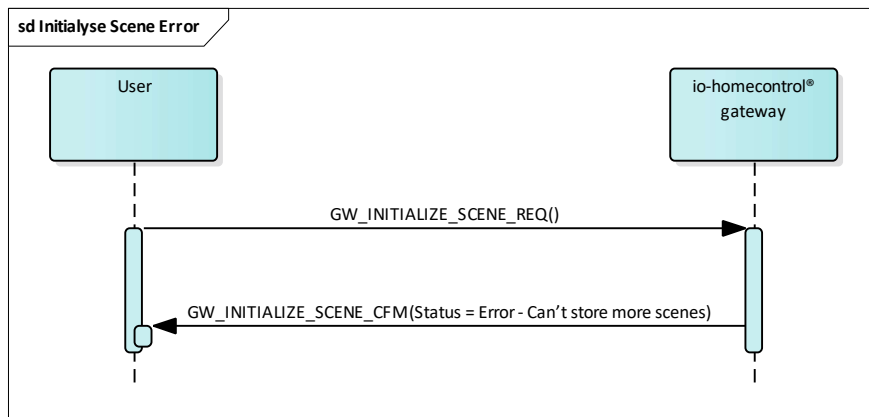 sd Initialyse Scene Error
User
io-homecontrol®
gateway
GW_INITIALIZE_SCENE_REQ()
GW_INITIALIZE_SCENE_CFM(Status = Error - Can’t store more scenes)